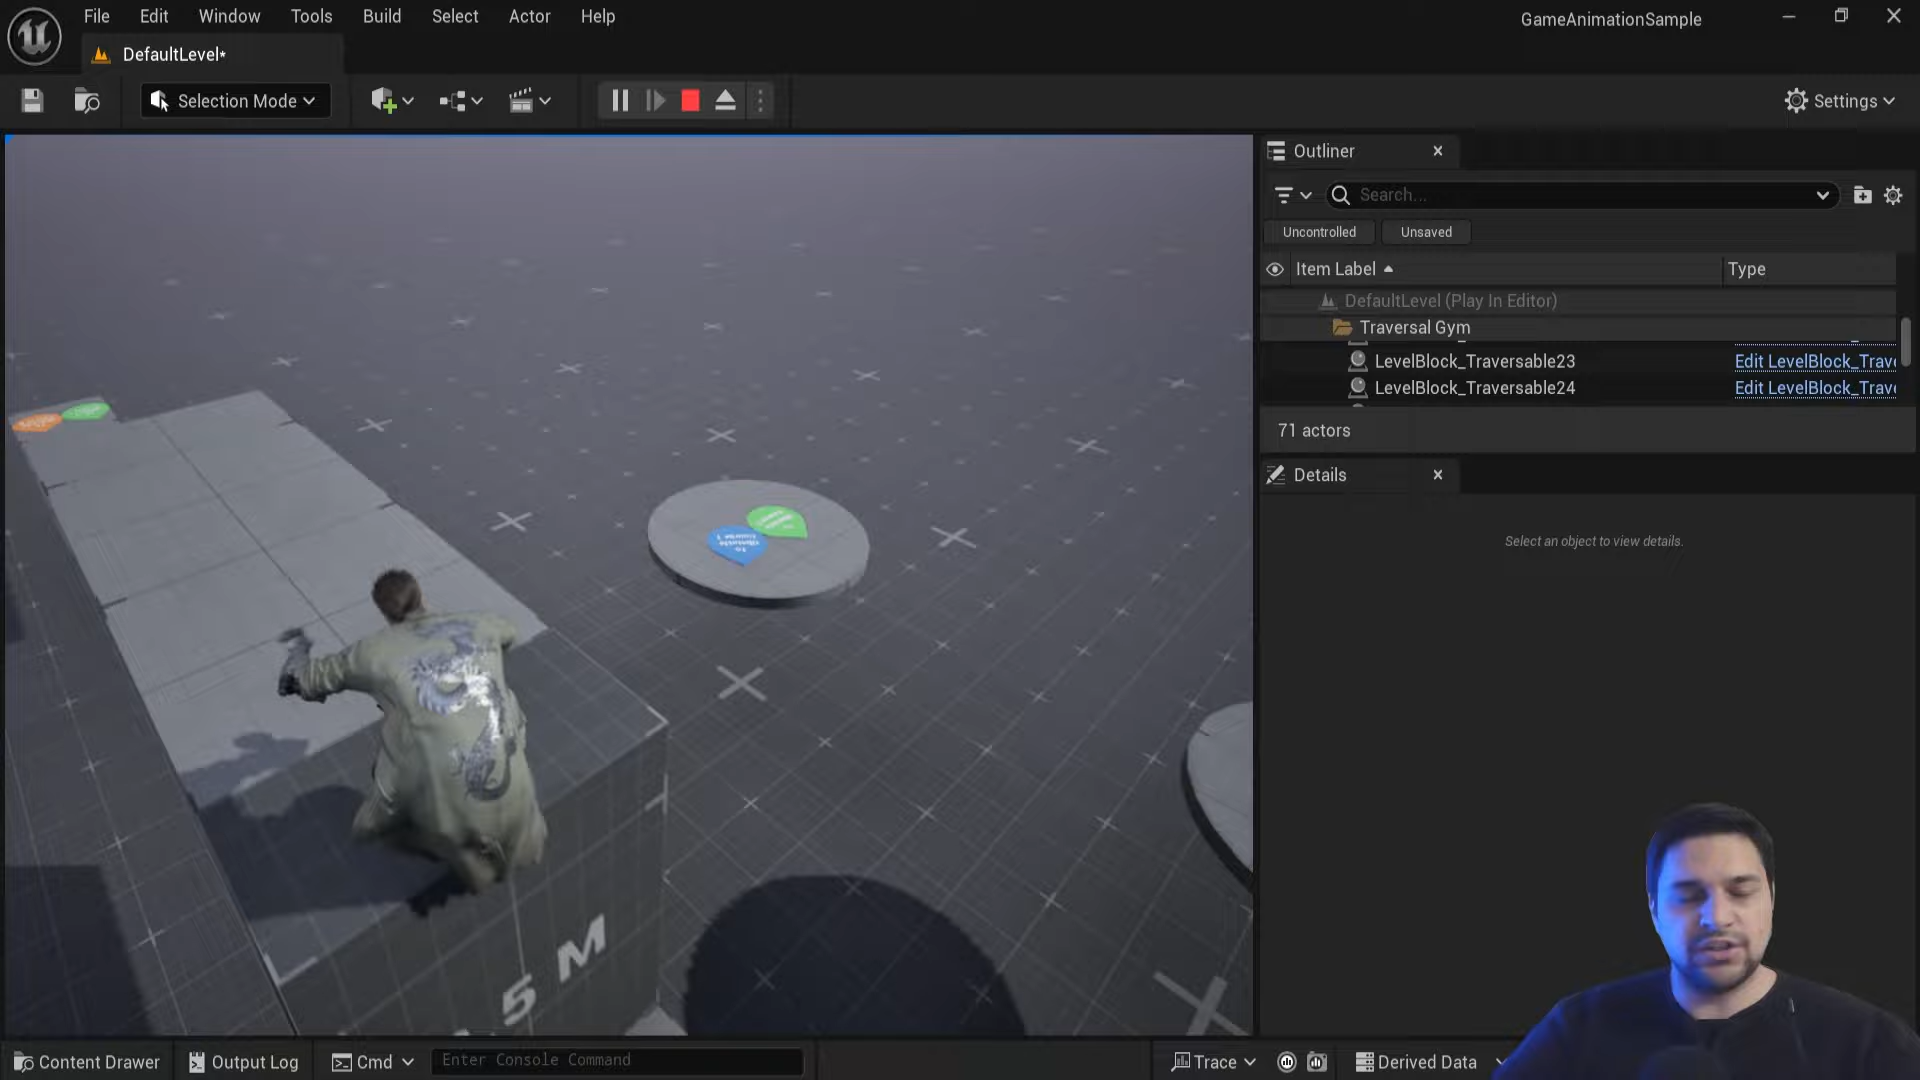 File Edit Window Tools Build Select Actor Help
GameAnimationSample
DefaultLevel*
Selection Mode
Settings
Outliner
Search...
Uncontrolled Unsaved
Item Label Type
DefaultLevel (Play In Editor)
Traversal Gym
LevelBlock_Traversable23 Edit LevelBlock_Trav
LevelBlock_Traversable24 Edit LevelBlock_Trav
71 actors
Details
Select an object to view details.
5 M
Content Drawer Output Log Cmd Enter Console Command Trace Derived Data